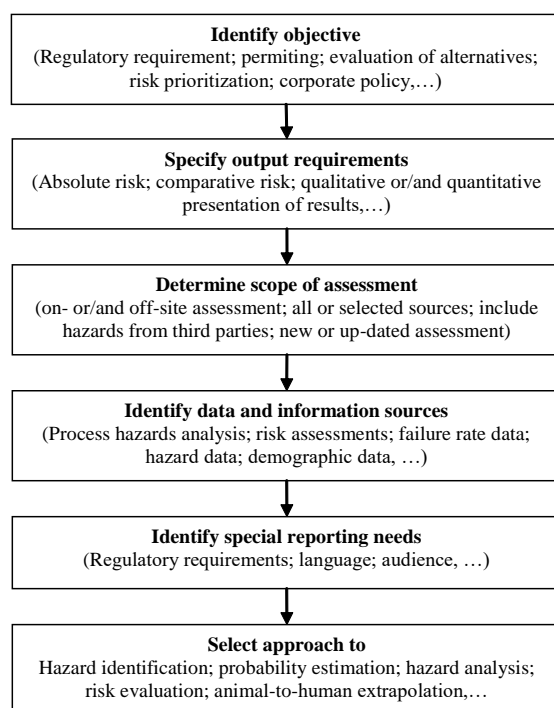 Identify objective
(Regulatory requirement; permiting; evaluation of alternatives;
risk prioritization; corporate policy,…)
Specify output requirements
(Absolute risk; comparative risk; qualitative or/and quantitative
presentation of results,…)
Determine scope of assessment
(on- or/and off-site assessment; all or selected sources; include
hazards from third parties; new or up-dated assessment)
Identify data and information sources
(Process hazards analysis; risk assessments; failure rate data;
hazard data; demographic data, …)
Identify special reporting needs
(Regulatory requirements; language; audience, …)
Select approach to
Hazard identification; probability estimation; hazard analysis;
risk evaluation; animal-to-human extrapolation,…